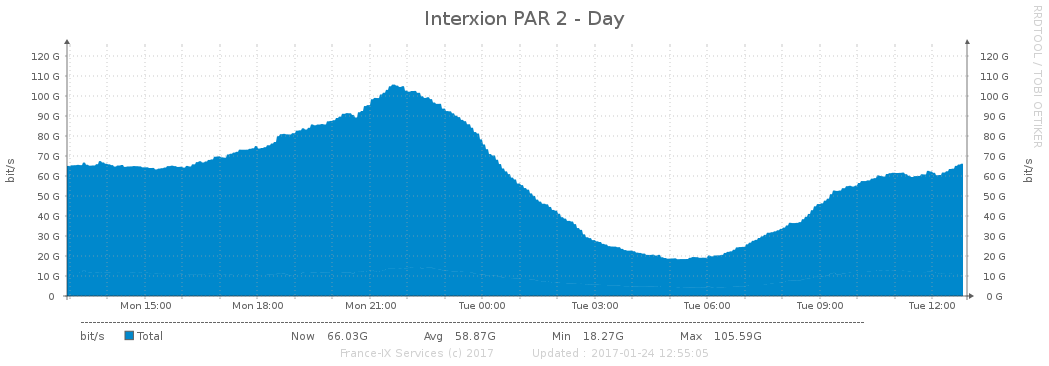 Interxion PAR 2 - Day
RRDTOOL / TOBI OETIKER
120 G 120 G
110 G 110 G
100 G 100 G
90 G 90 G
80 G 80 G
70 G 70 G
60 G 60 G
50 G 50 G
40 G 40 G
30 G 30 G
20 G 20 G
10 G 10 G
0 0 G
bit/s
bit/s
Mon 15:00 Mon 18:00 Mon 21:00 Tue 00:00 Tue 03:00 Tue 06:00 Tue 09:00 Tue 12:00
bit/s Total Now 66.03G Avg 58.87G Min 18.27G Max 105.59G
France-IX Services (c) 2017 Updated : 2017-01-24 12:55:05